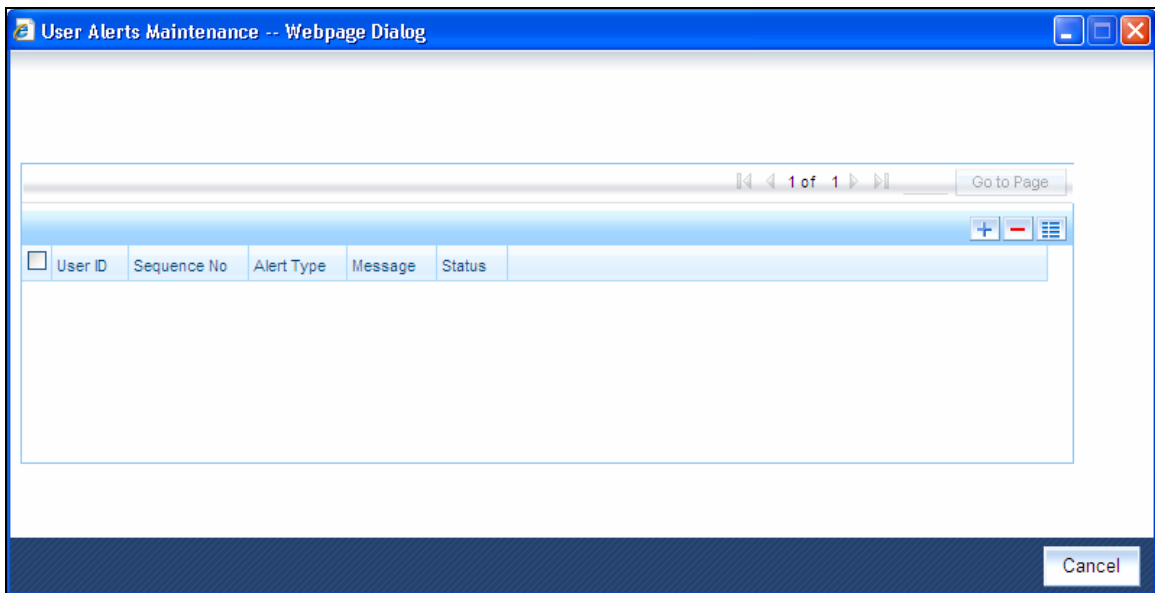 User Alerts Maintenance -- Webpage Dialog
1 of 1 Go to Page
User ID Sequence No Alert Type Message Status
Cancel